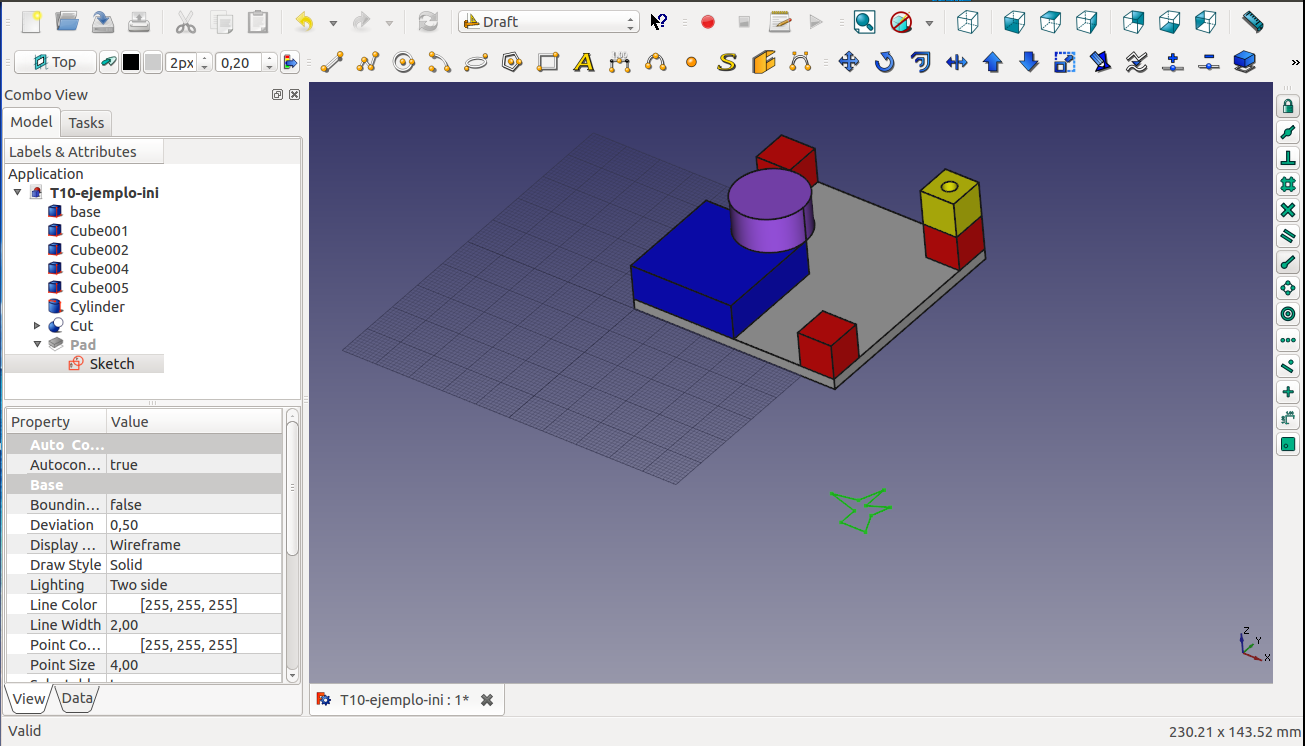 Draft
Top
2px
0,20
Combo View
Model
Tasks
Labels & Attributes
Application
T10-ejemplo-ini
base
Cube001
Cube002
Cube004
Cube005
Cylinder
Cut
Pad
Sketch
Property Value
Auto Co...
Autocon... true
Base
Boundin... false
Deviation 0,50
Display ... Wireframe
Draw Style Solid
Lighting Two side
Line Color [255, 255, 255]
Line Width 2,00
Point Co... [255, 255, 255]
Point Size 4,00
View
Data
Z
Y
X
T10-ejemplo-ini : 1*
Valid
230.21 x 143.52 mm